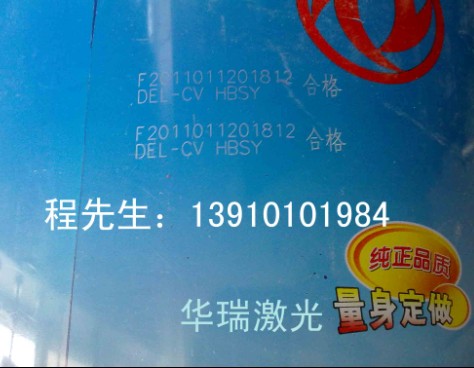 F2011011201812 合格
DEL-CV HBSY
F2011011201812 合格
DEL-CV HBSY
程先生：13910101984
纯正品质
华瑞激光
量身定做